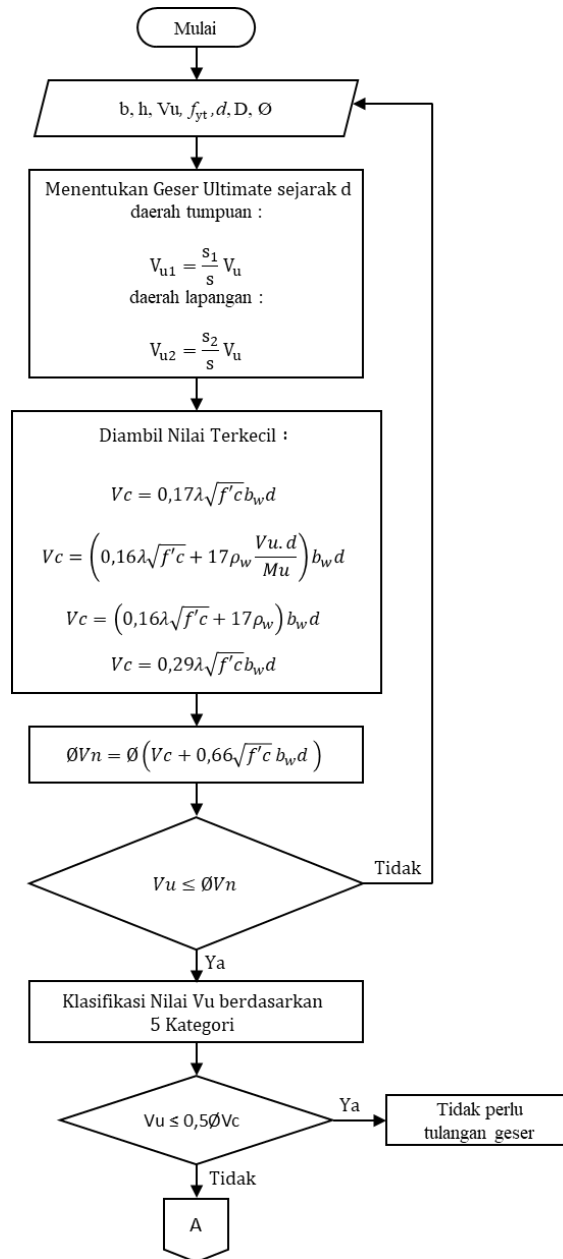 Mulai
b, h, Vu, f_yt, d, D, Ø
Menentukan Geser Ultimate sejarak d
daerah tumpuan :
V_u1 = s_1/s V_u
daerah lapangan :
V_u2 = s_2/s V_u
Diambil Nilai Terkecil :
Vc = 0,17λ√f′c b_w d
Vc = (0,16λ√f′c + 17ρ_w Vu. d/Mu) b_w d
Vc = (0,16λ√f′c + 17ρ_w) b_w d
Vc = 0,29λ√f′c b_w d
ØVn = Ø(Vc + 0,66√f′c b_w d )
Vu ≤ ØVn
Tidak
Ya
Klasifikasi Nilai Vu berdasarkan
5 Kategori
Vu ≤ 0,5ØVc
Ya
Tidak perlu
tulangan geser
Tidak
A